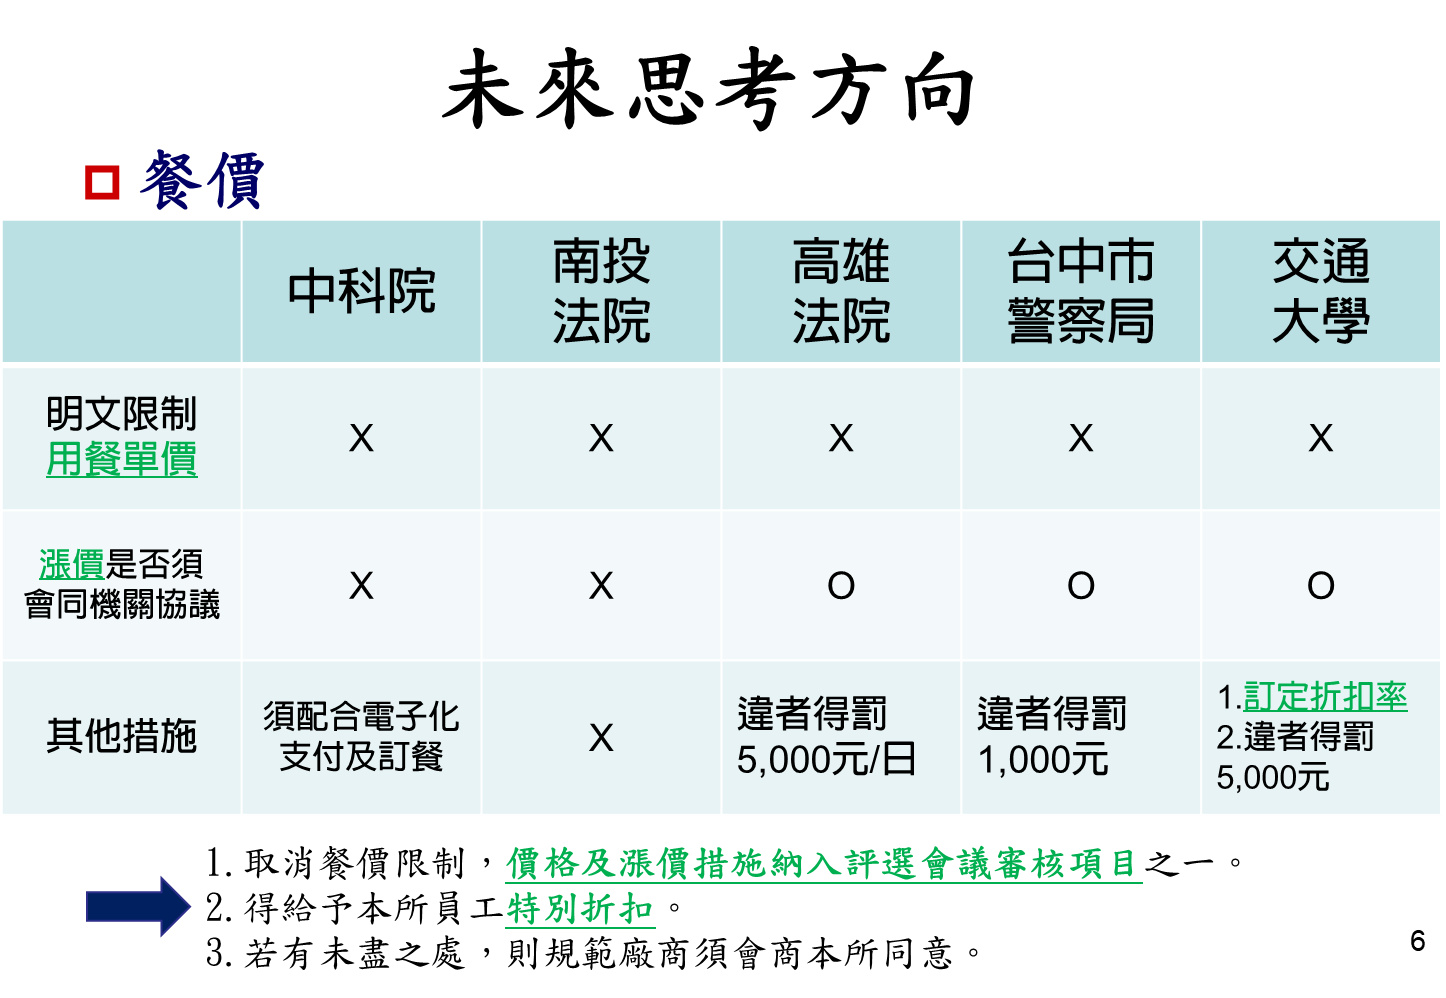 未來思考方向
餐價
中科院
南投
法院
高雄
法院
台中市
警察局
交通
大學
明文限制
用餐單價
X
X
X
X
X
漲價是否須
會同機關協議
X
X
O
O
O
其他措施
須配合電子化
支付及訂餐
X
違者得罰
5,000元/日
違者得罰
1,000元
1.訂定折扣率
2.違者得罰
5,000元
1.取消餐價限制，價格及漲價措施納入評選會議審核項目之一。
2.得給予本所員工特別折扣。
3.若有未盡之處，則規範廠商須會商本所同意。
6